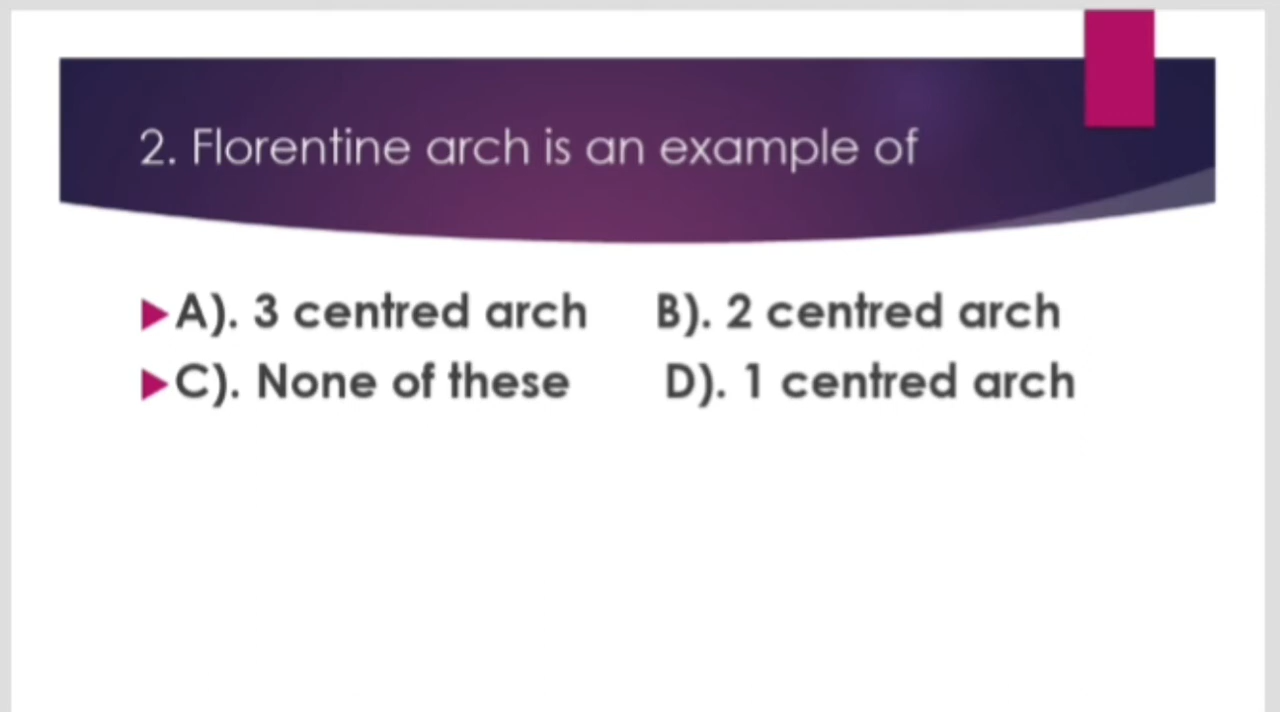 2. Florentine arch is an example of
A). 3 centred arch B). 2 centred arch
C). None of these D). 1 centred arch